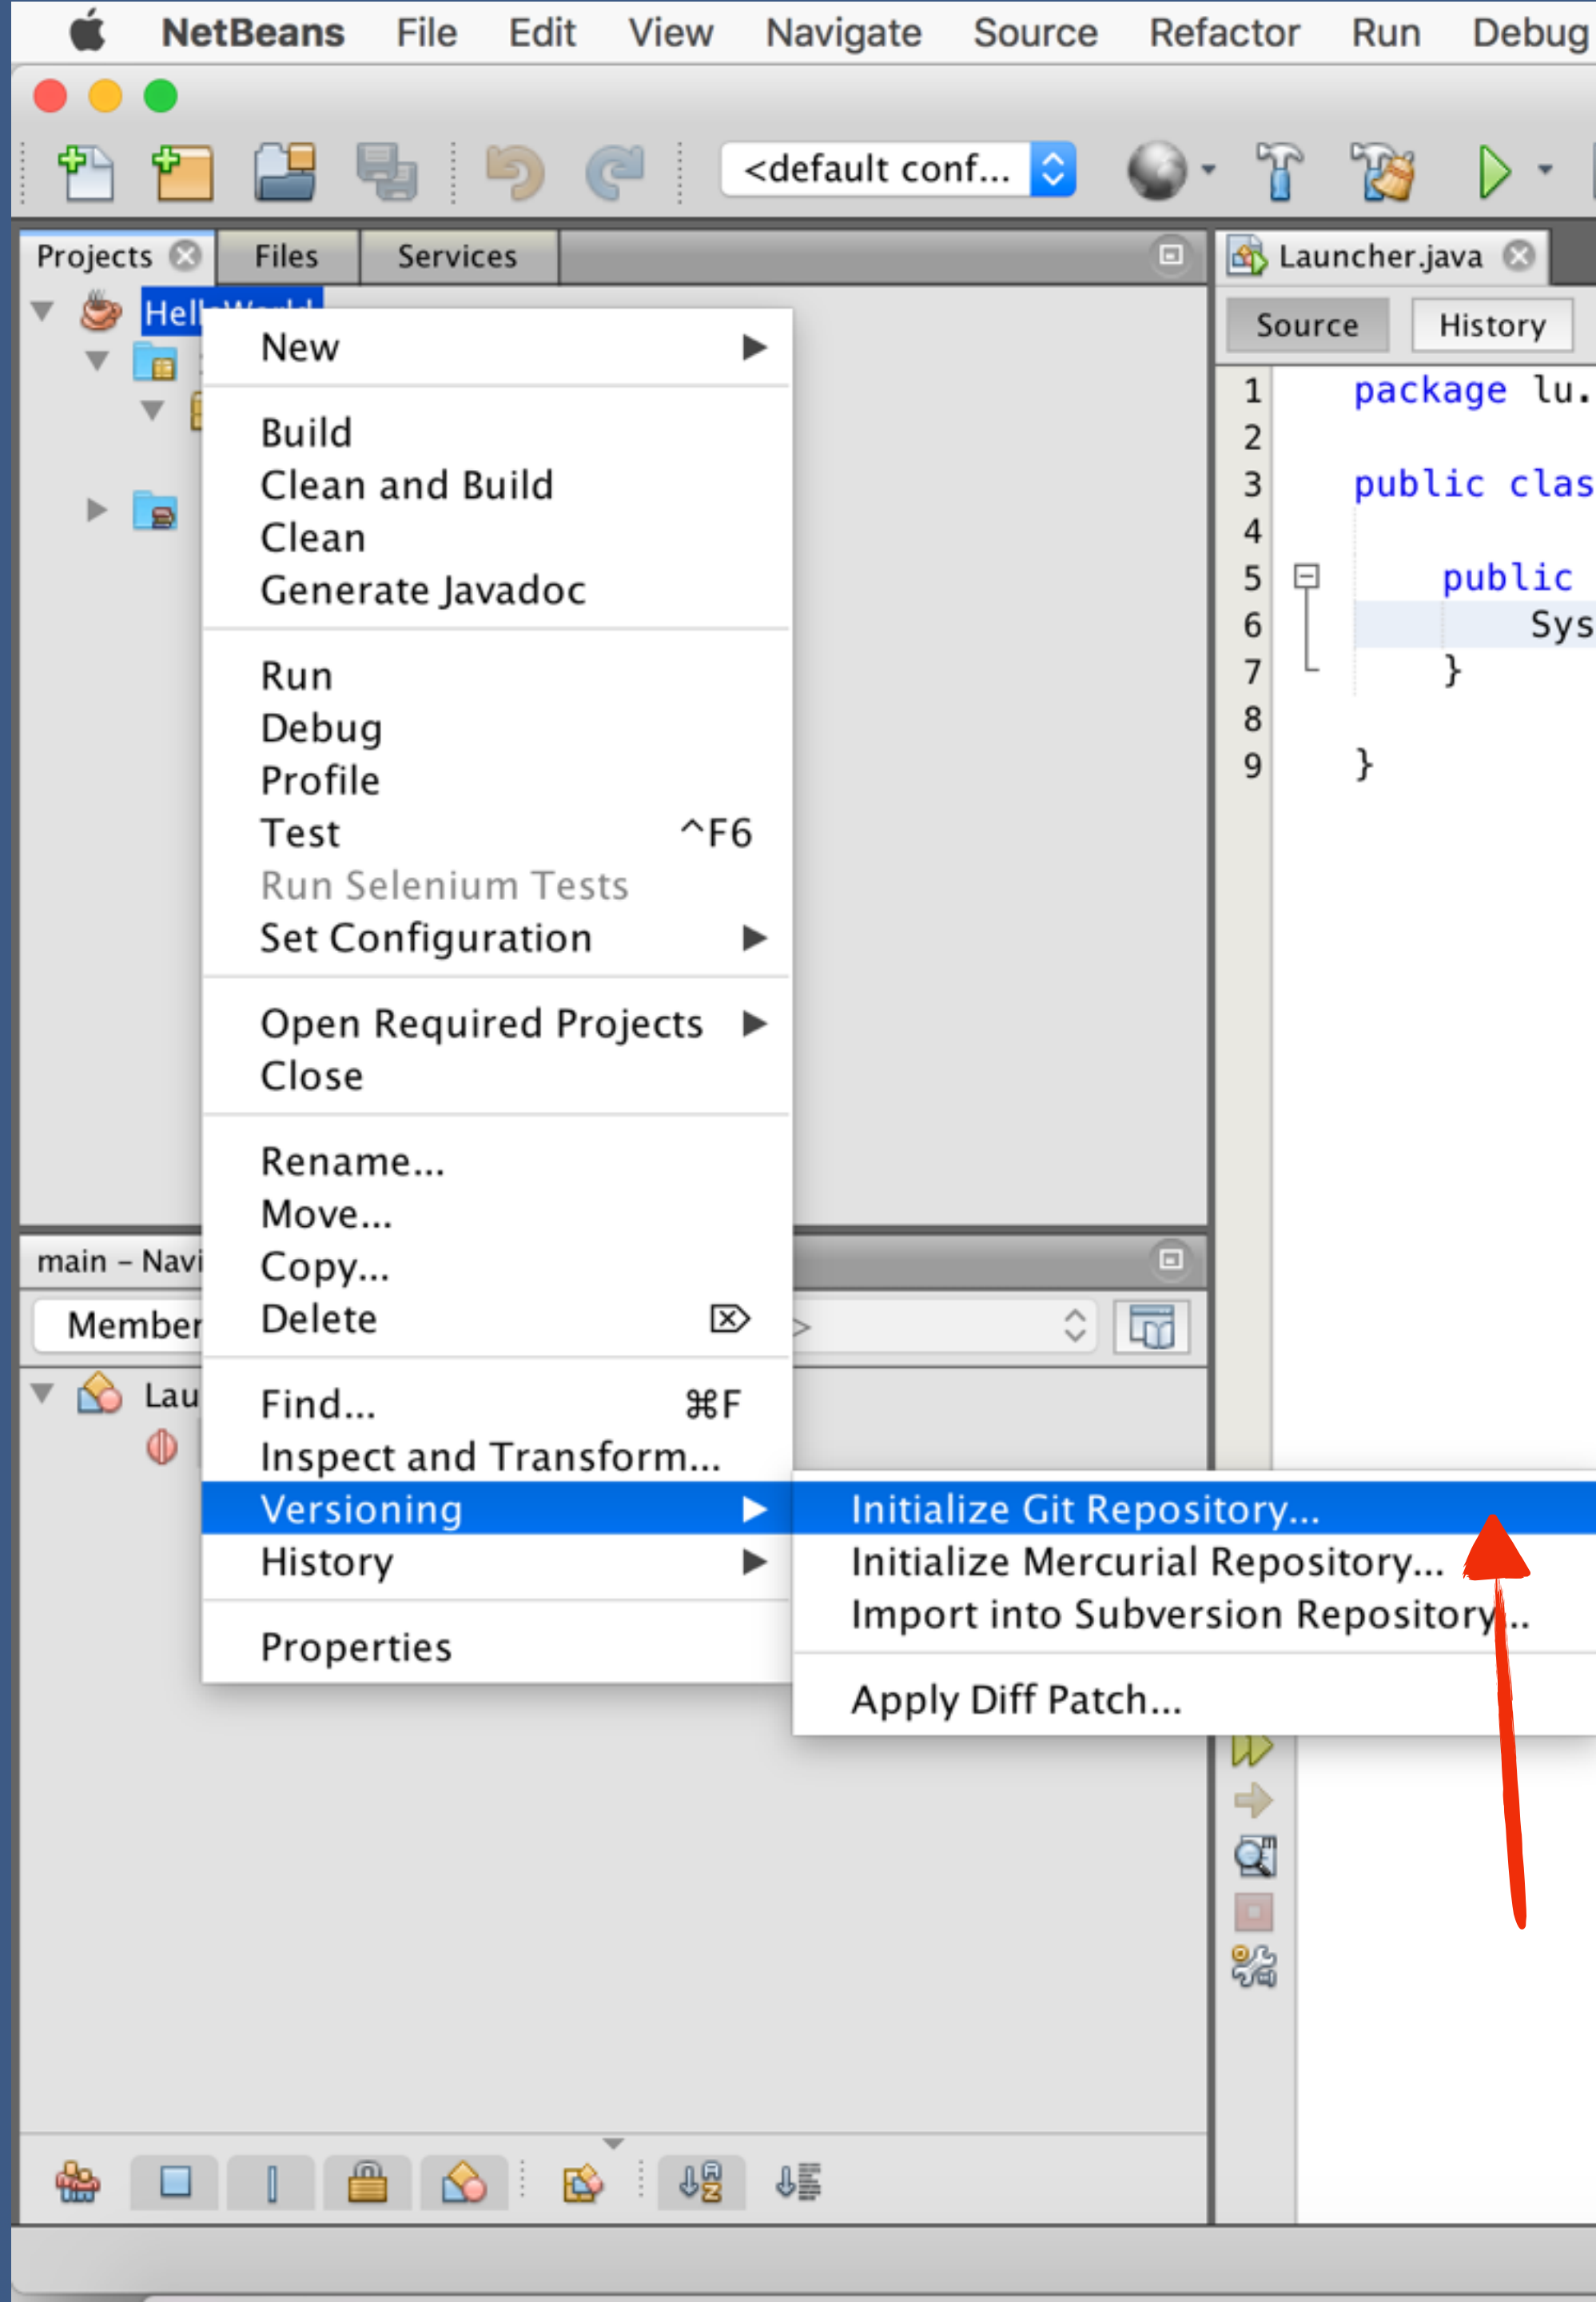 NetBeans File Edit View Navigate Source Refactor Run Debug
<default conf...
Projects Files Services
Launcher.java
HelloWorld
Source History
New
Build
Clean and Build
Clean
Generate Javadoc
Run
Debug
Profile
Test ^F6
Run Selenium Tests
Set Configuration
Open Required Projects
Close
Rename...
Move...
Copy...
Delete
Find... ⌘F
Inspect and Transform...
Versioning
History
Properties
Initialize Git Repository...
Initialize Mercurial Repository...
Import into Subversion Repository...
Apply Diff Patch...
1 package lu.
2
3 public clas
4
5 public
6 Sys
7 }
8
9 }
main – Navi
Member
>
Lau